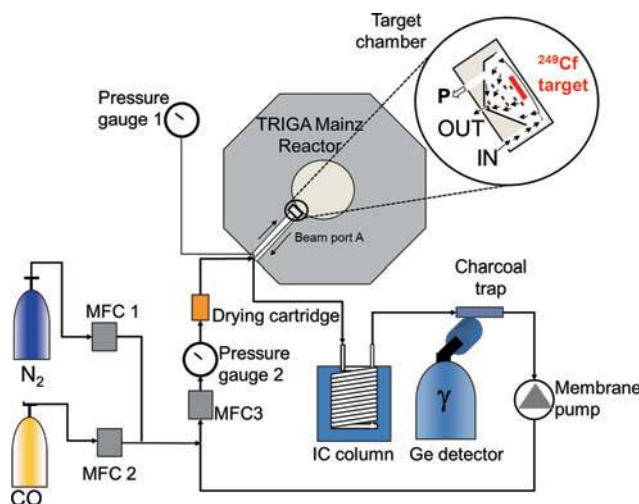 Target
chamber
²⁴⁹Cf
target
P
OUT
IN
Pressure
gauge 1
TRIGA Mainz
Reactor
Beam port A
Charcoal
trap
MFC 1
Drying cartridge
N₂
Pressure
gauge 2
MFC3
Membrane
pump
γ
MFC 2
CO
IC column
Ge detector